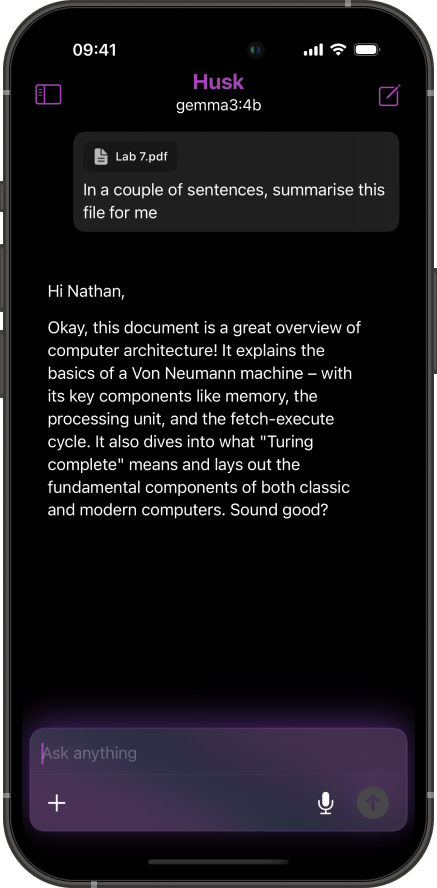 09:41
Husk
gemma3:4b
Lab 7.pdf
In a couple of sentences, summarise this
file for me
Hi Nathan,
Okay, this document is a great overview of
computer architecture! It explains the
basics of a Von Neumann machine – with
its key components like memory, the
processing unit, and the fetch-execute
cycle. It also dives into what "Turing
complete" means and lays out the
fundamental components of both classic
and modern computers. Sound good?
Ask anything